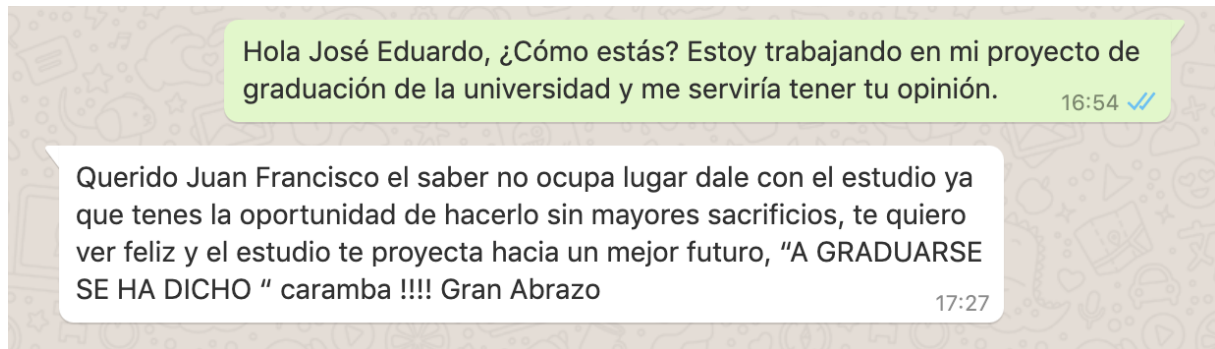 Hola José Eduardo, ¿Cómo estás? Estoy trabajando en mi proyecto de
graduación de la universidad y me serviría tener tu opinión.
16:54
Querido Juan Francisco el saber no ocupa lugar dale con el estudio ya
que tenes la oportunidad de hacerlo sin mayores sacrificios, te quiero
ver feliz y el estudio te proyecta hacia un mejor futuro, “A GRADUARSE
SE HA DICHO “ caramba !!!! Gran Abrazo
17:27